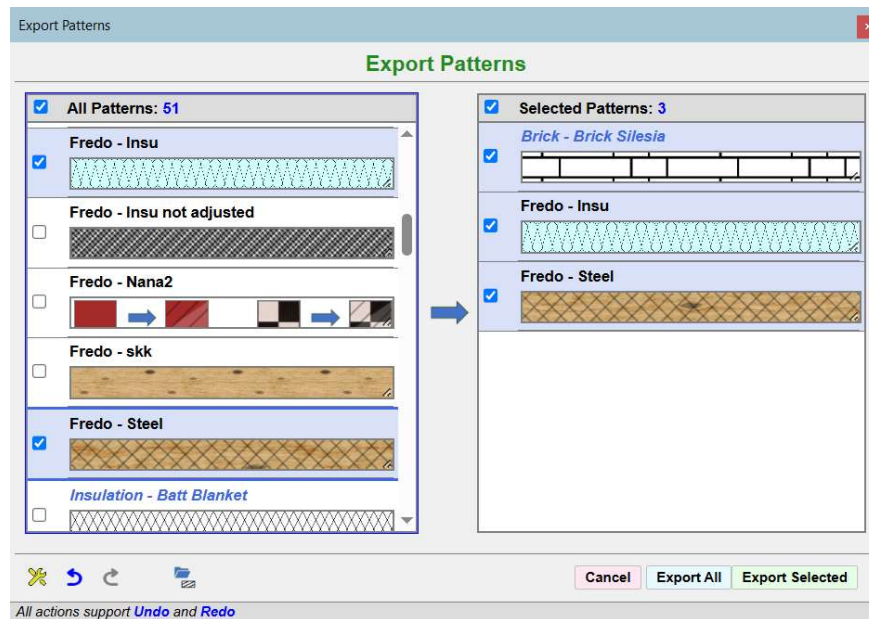 Export Patterns
Export Patterns
All Patterns: 51
Fredo - Insu
Fredo - Insu not adjusted
Fredo - Nana2
Fredo - skk
Fredo - Steel
Insulation - Batt Blanket
Selected Patterns: 3
Brick - Brick Silesia
Fredo - Insu
Fredo - Steel
Cancel
Export All
Export Selected
All actions support Undo and Redo